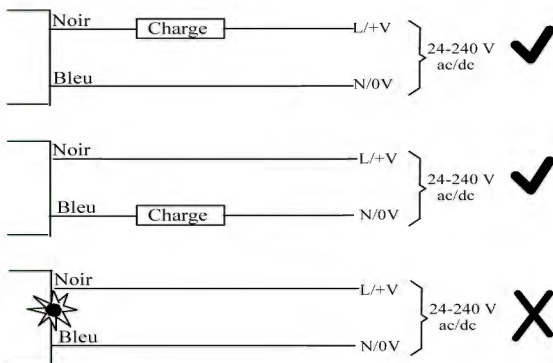 Noir
Charge
L/+V
24-240 V
ac/dc
Bleu
N/0V
Noir
L/+V
24-240 V
ac/dc
Bleu
Charge
N/0V
Noir
L/+V
24-240 V
ac/dc
Bleu
N/0V